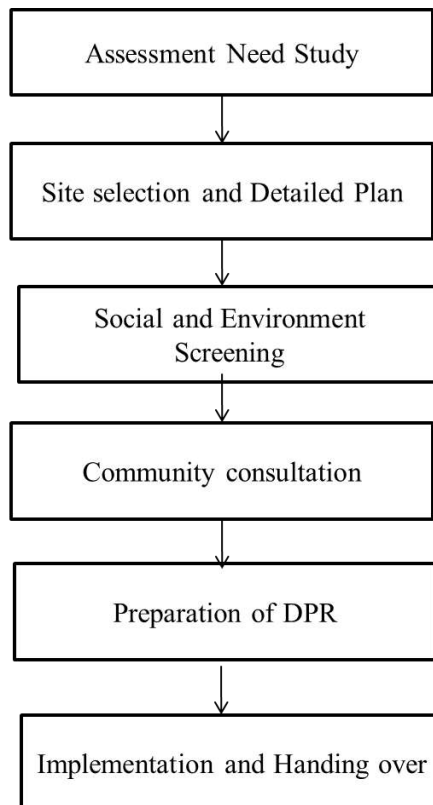 Assessment Need Study
Site selection and Detailed Plan
Social and Environment
Screening
Community consultation
Preparation of DPR
Implementation and Handing over